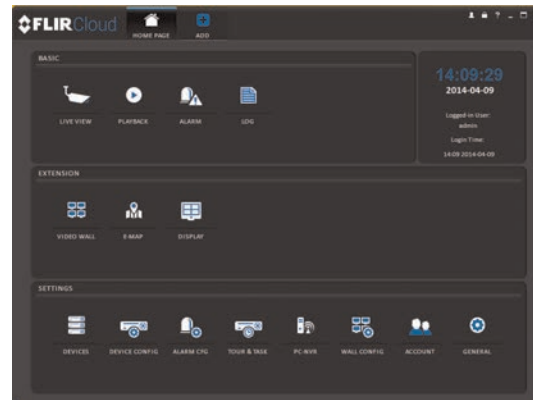 FLIR Cloud
HOME PAGE
ADD
BASIC
LIVE VIEW
PLAYBACK
ALARM
LOG
14:09:29
2014-04-09
Logged-in User:
admin
Login Time:
14:09 2014-04-09
EXTENSION
VIDEO WALL
E-MAP
DISPLAY
SETTINGS
DEVICES
DEVICE CONFIG
ALARM CFG
TOUR & TASK
PC-NVR
WALL CONFIG
ACCOUNT
GENERAL